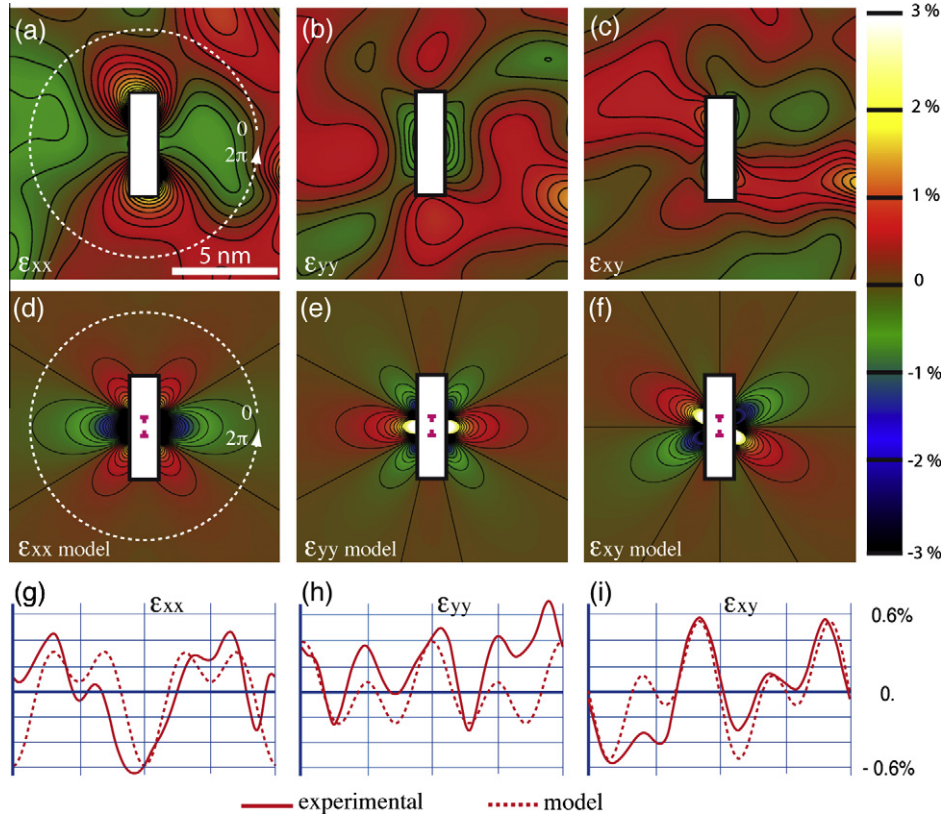 (a)
(b)
(c)
3 %
2 %
1 %
0
-1 %
-2 %
-3 %
0
2π
εxx
5 nm
εyy
εxy
(d)
(e)
(f)
0
2π
εxx model
εyy model
εxy model
(g)
εxx
(h)
εyy
(i)
εxy
0.6%
0.
- 0.6%
experimental
model